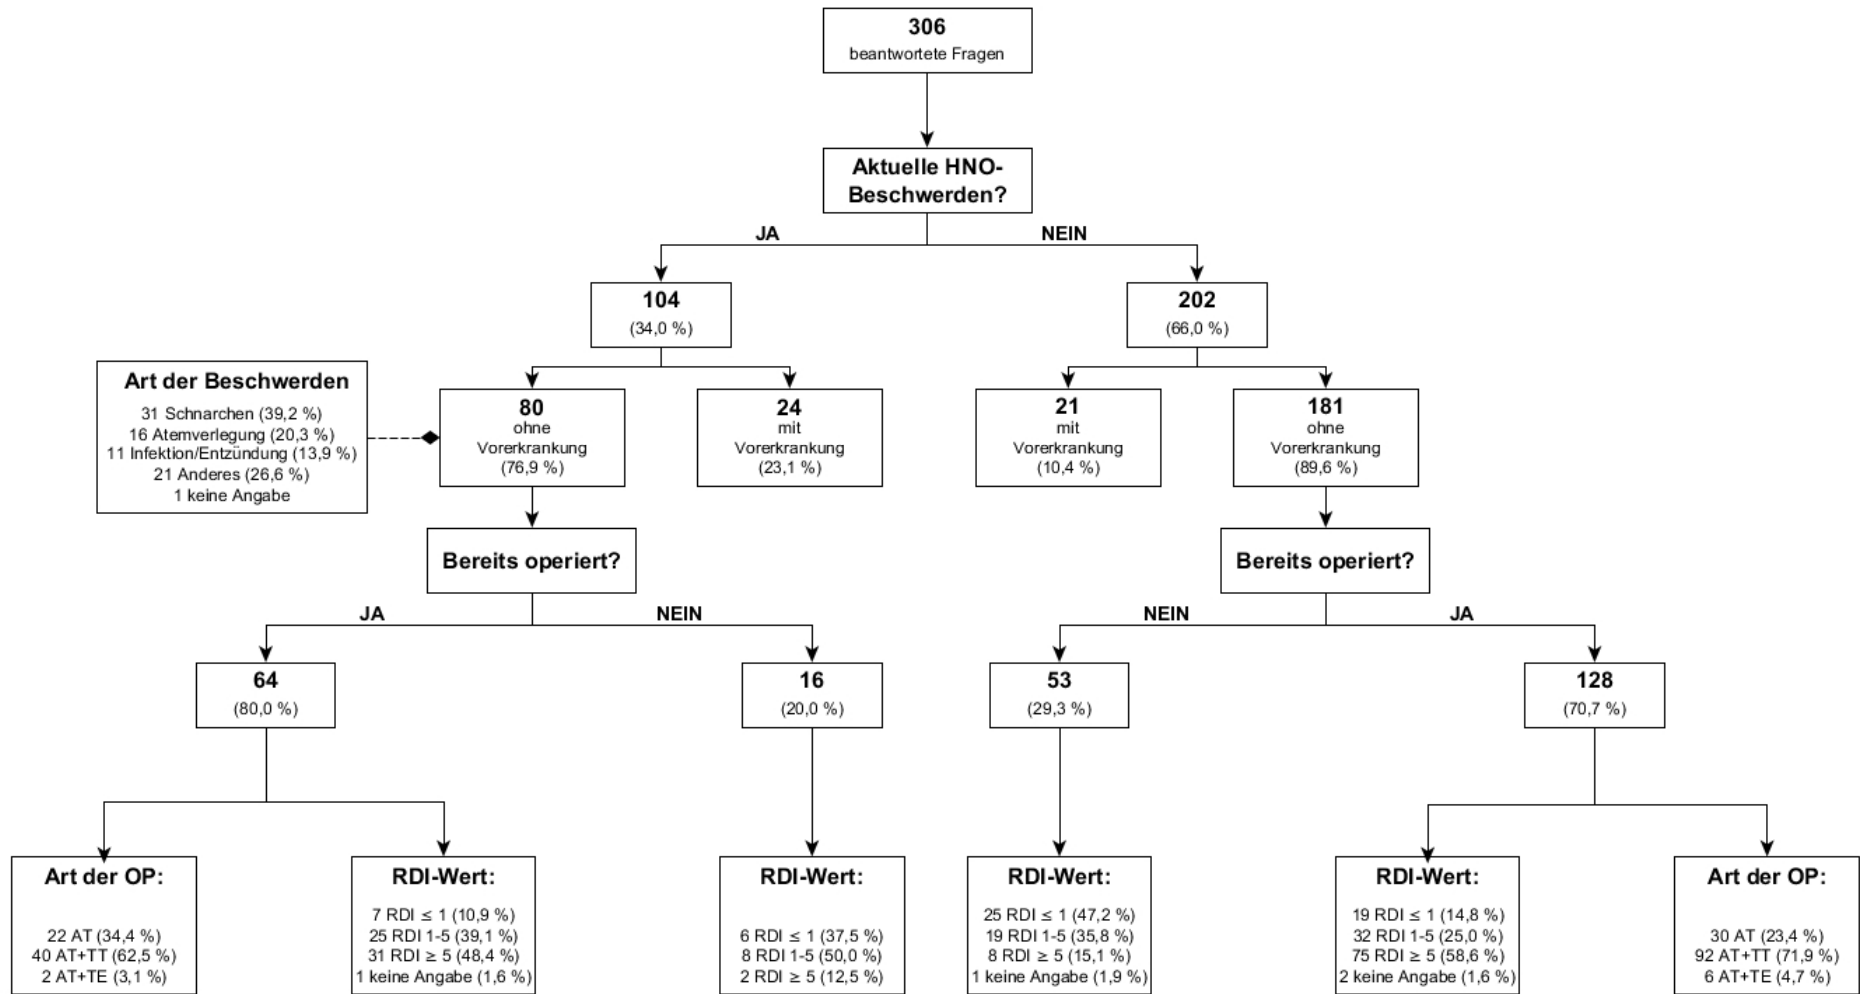 306
beantwortete Fragen
Aktuelle HNO-
Beschwerden?
JA
NEIN
104
(34,0 %)
202
(66,0 %)
Art der Beschwerden
31 Schnarchen (39,2 %)
16 Atemverlegung (20,3 %)
11 Infektion/Entzündung (13,9 %)
21 Anderes (26,6 %)
1 keine Angabe
80
ohne
Vorerkrankung
(76,9 %)
24
mit
Vorerkrankung
(23,1 %)
21
mit
Vorerkrankung
(10,4 %)
181
ohne
Vorerkrankung
(89,6 %)
Bereits operiert?
Bereits operiert?
JA
NEIN
NEIN
JA
64
(80,0 %)
16
(20,0 %)
53
(29,3 %)
128
(70,7 %)
Art der OP:
22 AT (34,4 %)
40 AT+TT (62,5 %)
2 AT+TE (3,1 %)
RDI-Wert:
7 RDI ≤ 1 (10,9 %)
25 RDI 1-5 (39,1 %)
31 RDI ≥ 5 (48,4 %)
1 keine Angabe (1,6 %)
RDI-Wert:
6 RDI ≤ 1 (37,5 %)
8 RDI 1-5 (50,0 %)
2 RDI ≥ 5 (12,5 %)
RDI-Wert:
25 RDI ≤ 1 (47,2 %)
19 RDI 1-5 (35,8 %)
8 RDI ≥ 5 (15,1 %)
1 keine Angabe (1,9 %)
RDI-Wert:
19 RDI ≤ 1 (14,8 %)
32 RDI 1-5 (25,0 %)
75 RDI ≥ 5 (58,6 %)
2 keine Angabe (1,6 %)
Art der OP:
30 AT (23,4 %)
92 AT+TT (71,9 %)
6 AT+TE (4,7 %)